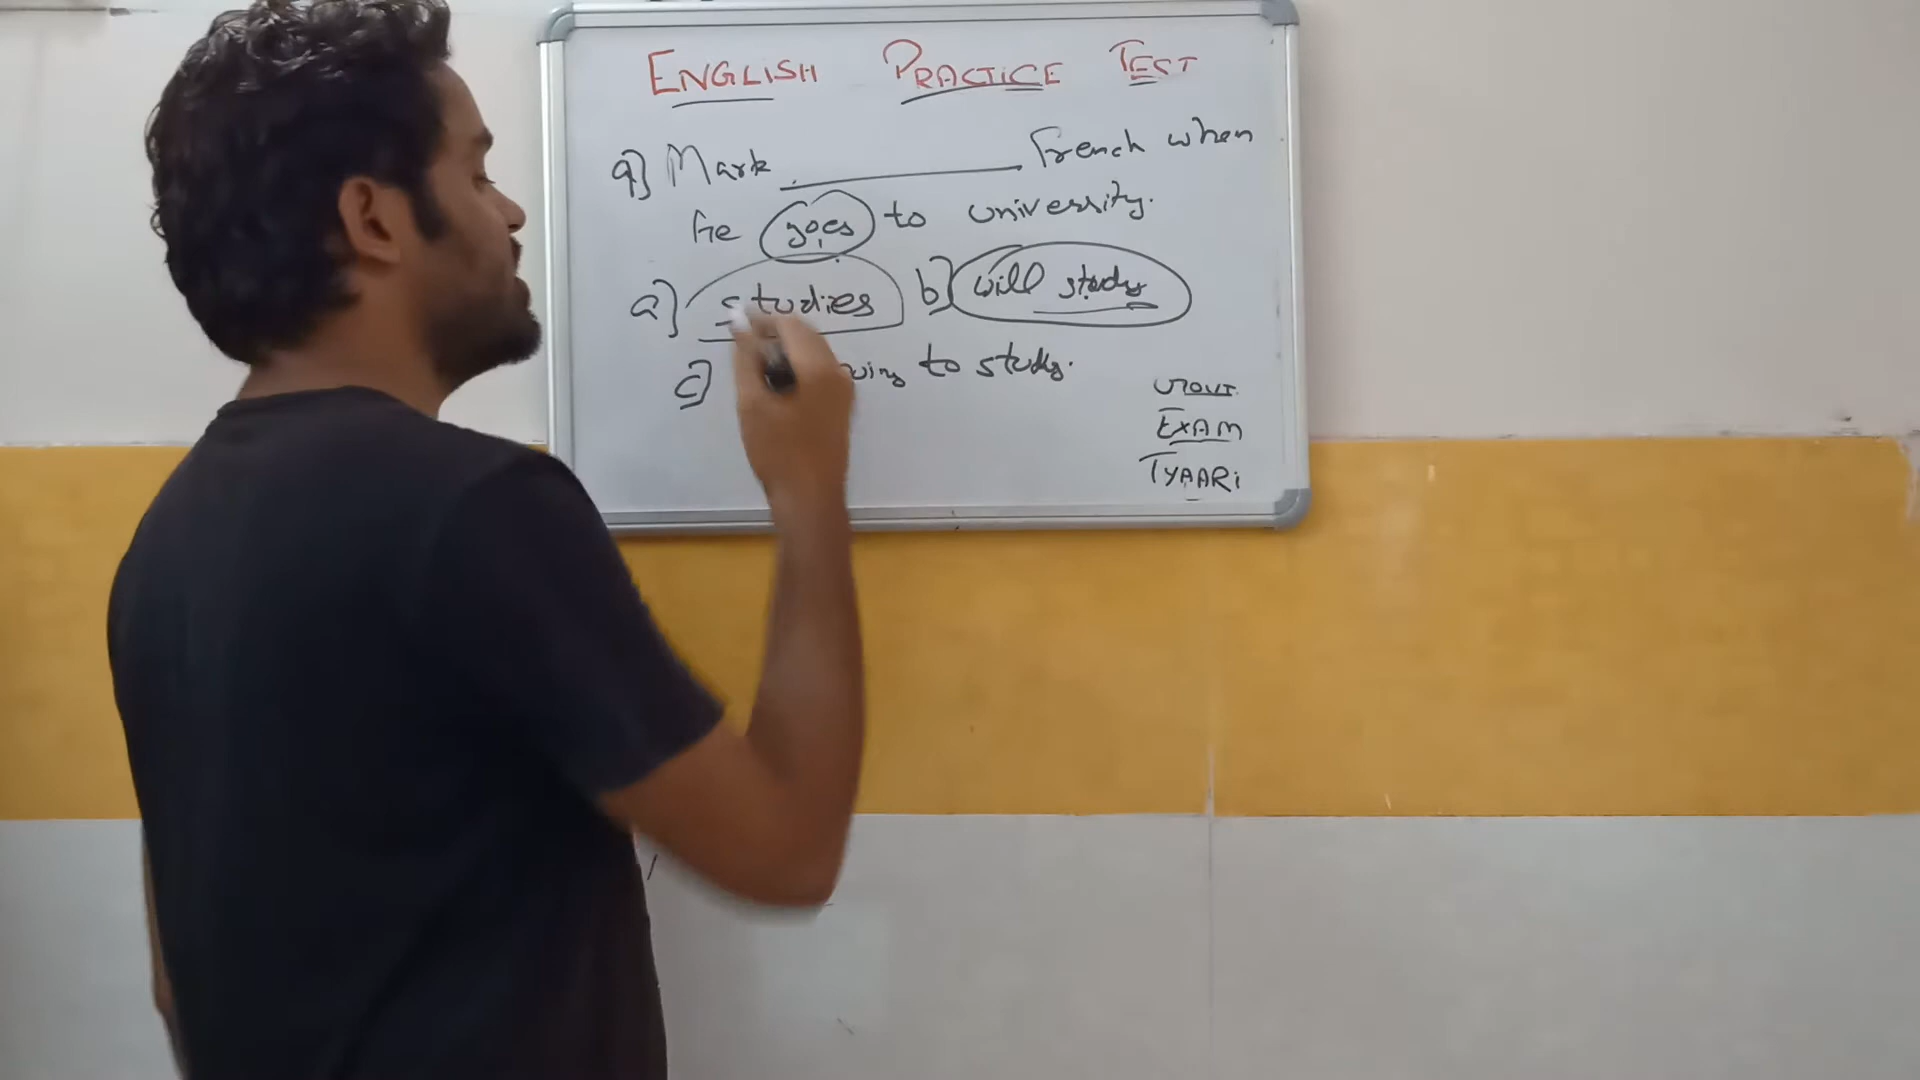 ENGLISH PRACTICE TEST
Q] Mark ________ French when
he goes to university.
a] studies b] will study
c] to study.
EXAM
TYAARi